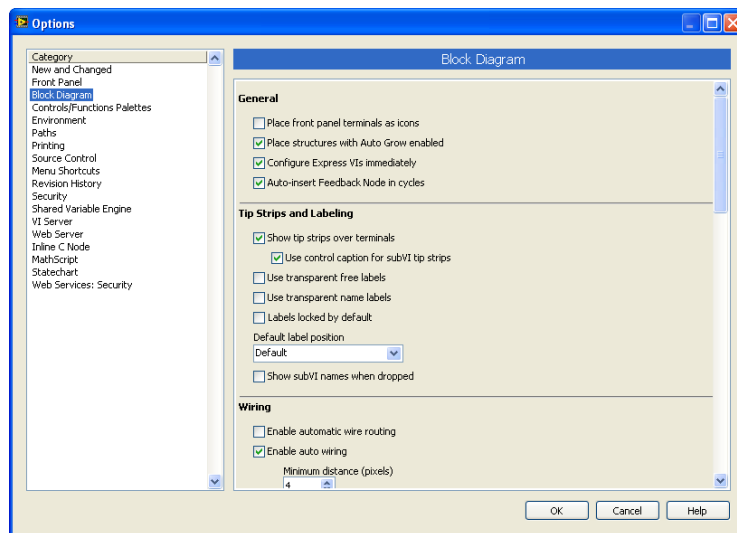 Options
Category
New and Changed
Front Panel
Block Diagram
Controls/Functions Palettes
Environment
Paths
Printing
Source Control
Menu Shortcuts
Revision History
Security
Shared Variable Engine
VI Server
Web Server
Inline C Node
MathScript
Statechart
Web Services: Security
Block Diagram
General
Place front panel terminals as icons
Place structures with Auto Grow enabled
Configure Express VIs immediately
Auto-insert Feedback Node in cycles
Tip Strips and Labeling
Show tip strips over terminals
Use control caption for subVI tip strips
Use transparent free labels
Use transparent name labels
Labels locked by default
Default label position
Default
Show subVI names when dropped
Wiring
Enable automatic wire routing
Enable auto wiring
Minimum distance (pixels)
4
OK Cancel Help